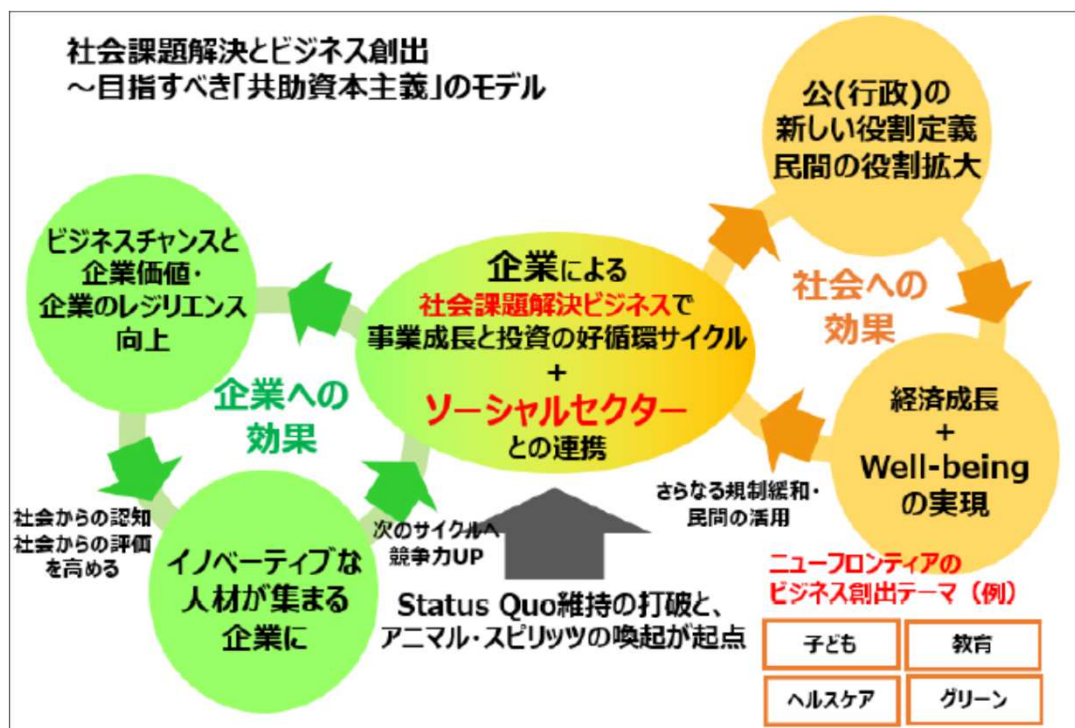 社会課題解決とビジネス創出
～目指すべき「共助資本主義」のモデル
公(行政)の
新しい役割定義
民間の役割拡大
ビジネスチャンスと
企業価値・
企業のレジリエンス
向上
企業による
社会課題解決ビジネスで
事業成長と投資の好循環サイクル
+
ソーシャルセクター
との連携
社会への
効果
企業への
効果
経済成長
+
Well-being
の実現
社会からの認知
社会からの評価
を高める
イノベーティブな
人材が集まる
企業に
次のサイクルへ
競争力UP
さらなる規制緩和・
民間の活用
Status Quo維持の打破と、
アニマル・スピリッツの喚起が起点
ニューフロンティアの
ビジネス創出テーマ（例）
子ども
教育
ヘルスケア
グリーン